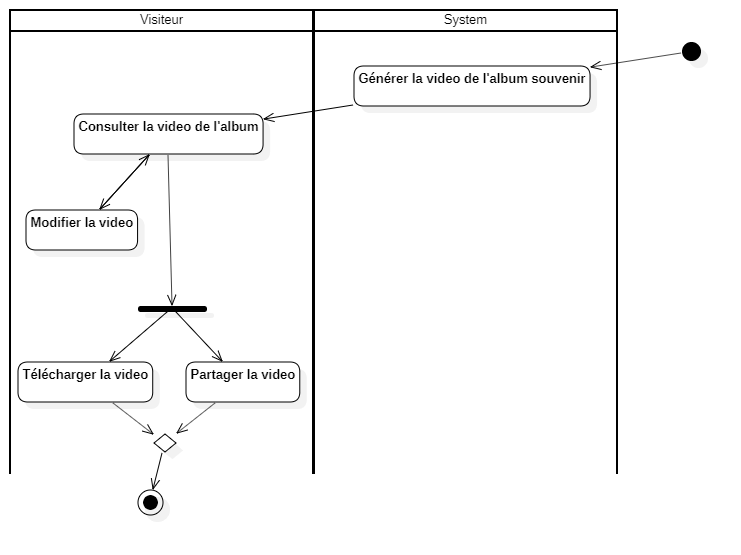 Visiteur
System
Générer la video de l'album souvenir
Consulter la video de l'album
Modifier la video
Télécharger la video
Partager la video